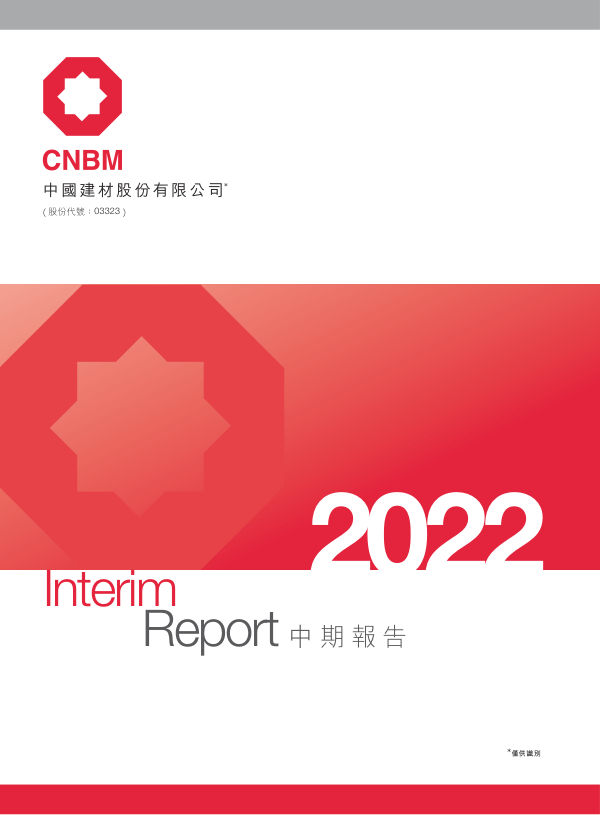 CNBM
中國建材股份有限公司*
( 股份代號：03323 )
2022
Interim
Report 中期報告
*僅供識別